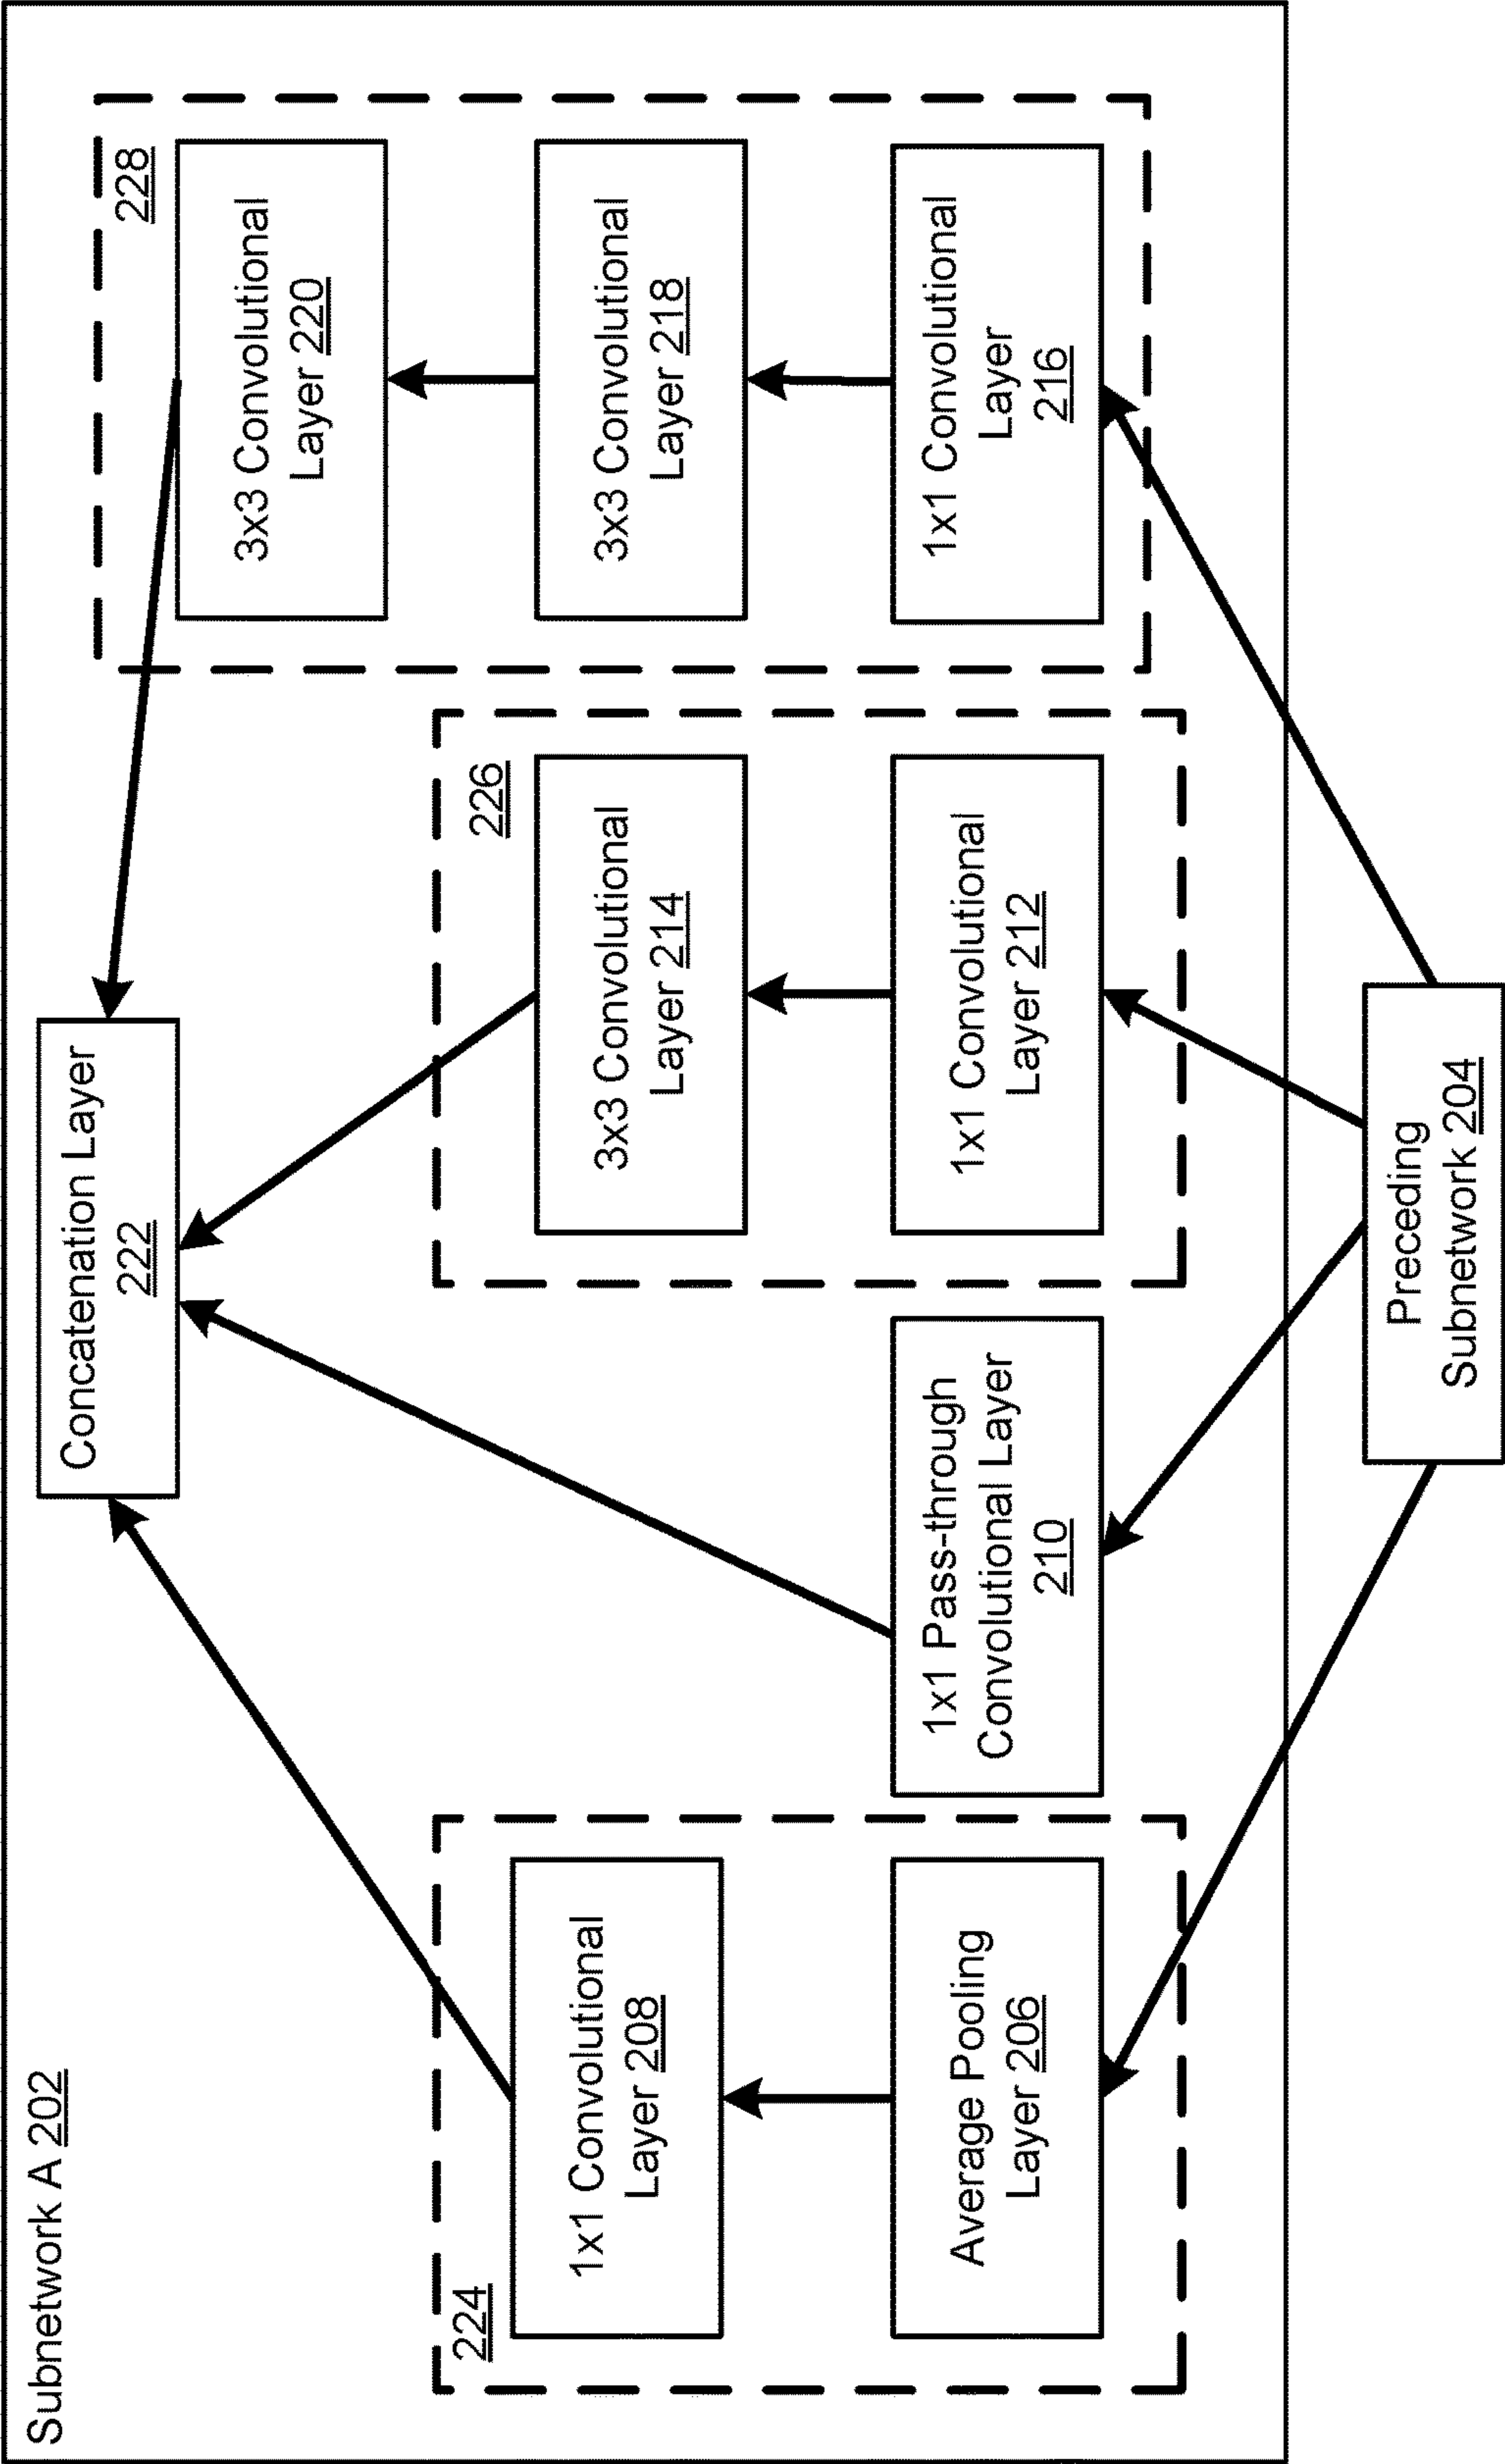 Subnetwork A 202
Concatenation Layer
222
224
1x1 Convolutional
Layer 208
Average Pooling
Layer 206
1x1 Pass-through
Convolutional Layer
210
226
3x3 Convolutional
Layer 214
1x1 Convolutional
Layer 212
228
3x3 Convolutional
Layer 220
3x3 Convolutional
Layer 218
1x1 Convolutional
Layer
216
Preceding
Subnetwork 204